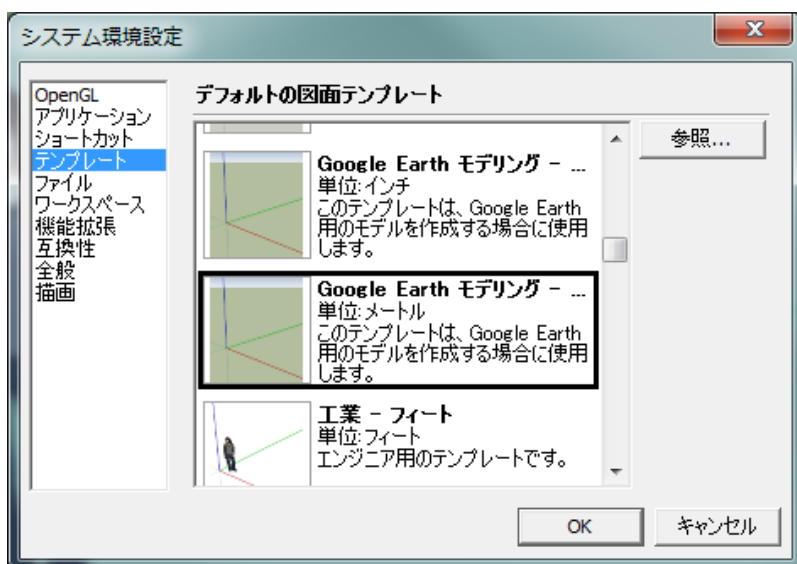 システム環境設定
OpenGL
アプリケーション
ショートカット
テンプレート
ファイル
ワークスペース
機能拡張
互換性
全般
描画
デフォルトの図面テンプレート
Google Earth モデリング - ...
単位:インチ
このテンプレートは、Google Earth
用のモデルを作成する場合に使用
します。
Google Earth モデリング - ...
単位:メートル
このテンプレートは、Google Earth
用のモデルを作成する場合に使用
します。
工業 - フィート
単位:フィート
エンジニア用のテンプレートです。
参照...
OK
キャンセル